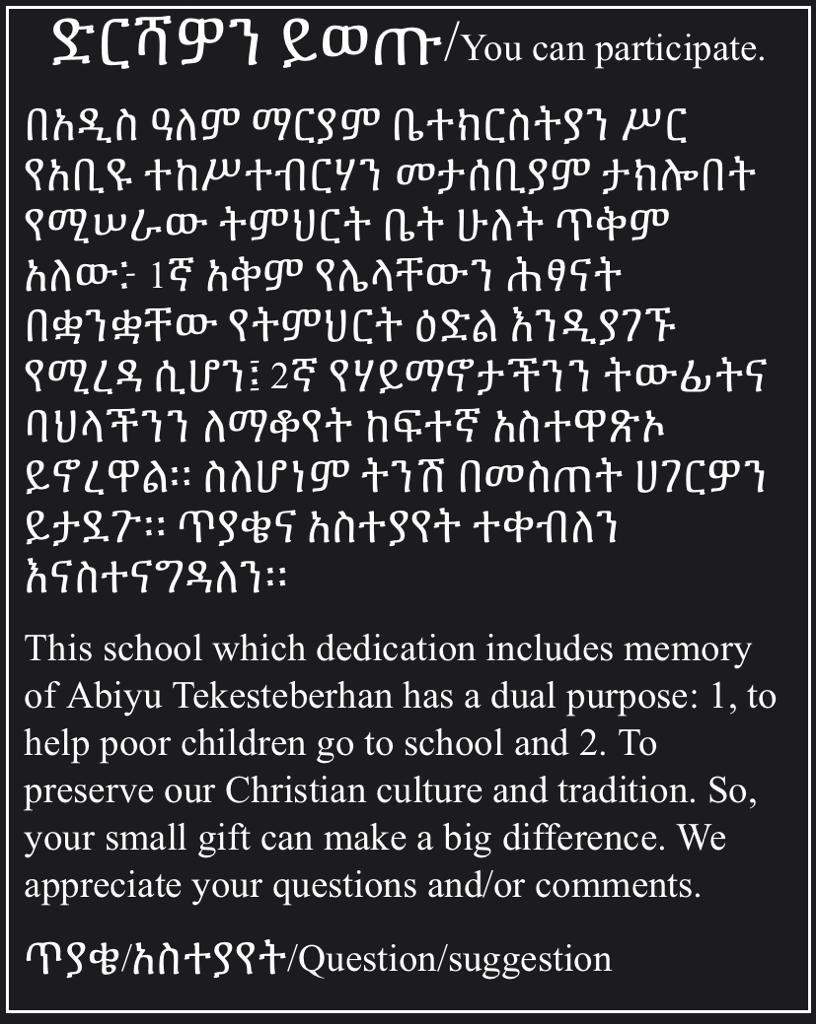 ድርሻዎን ይወጡ/You can participate.
በአዲስ ዓለም ማርያም ቤተክርስትያን ሥር
የአቢዩ ተከሥተብርሃን መታሰቢያም ታክሎበት
የሚሠራው ትምህርት ቤት ሁለት ጥቅም
አለው፦ 1ኛ አቅም የሌላቸውን ሕፃናት
በቋንቋቸው የትምህርት ዕድል እንዲያገኙ
የሚረዳ ሲሆን፤ 2ኛ የሃይማኖታችንን ትውፊትና
ባህላችንን ለማቆየት ከፍተኛ አስተዋጽኦ
ይኖረዋል። ስለሆነም ትንሽ በመስጠት ሀገርዎን
ይታደጉ። ጥያቄና አስተያየት ተቀብለን
እናስተናግዳለን።
This school which dedication includes memory
of Abiyu Tekesteberhan has a dual purpose: 1, to
help poor children go to school and 2. To
preserve our Christian culture and tradition. So,
your small gift can make a big difference. We
appreciate your questions and/or comments.
ጥያቄ/አስተያየት/Question/suggestion